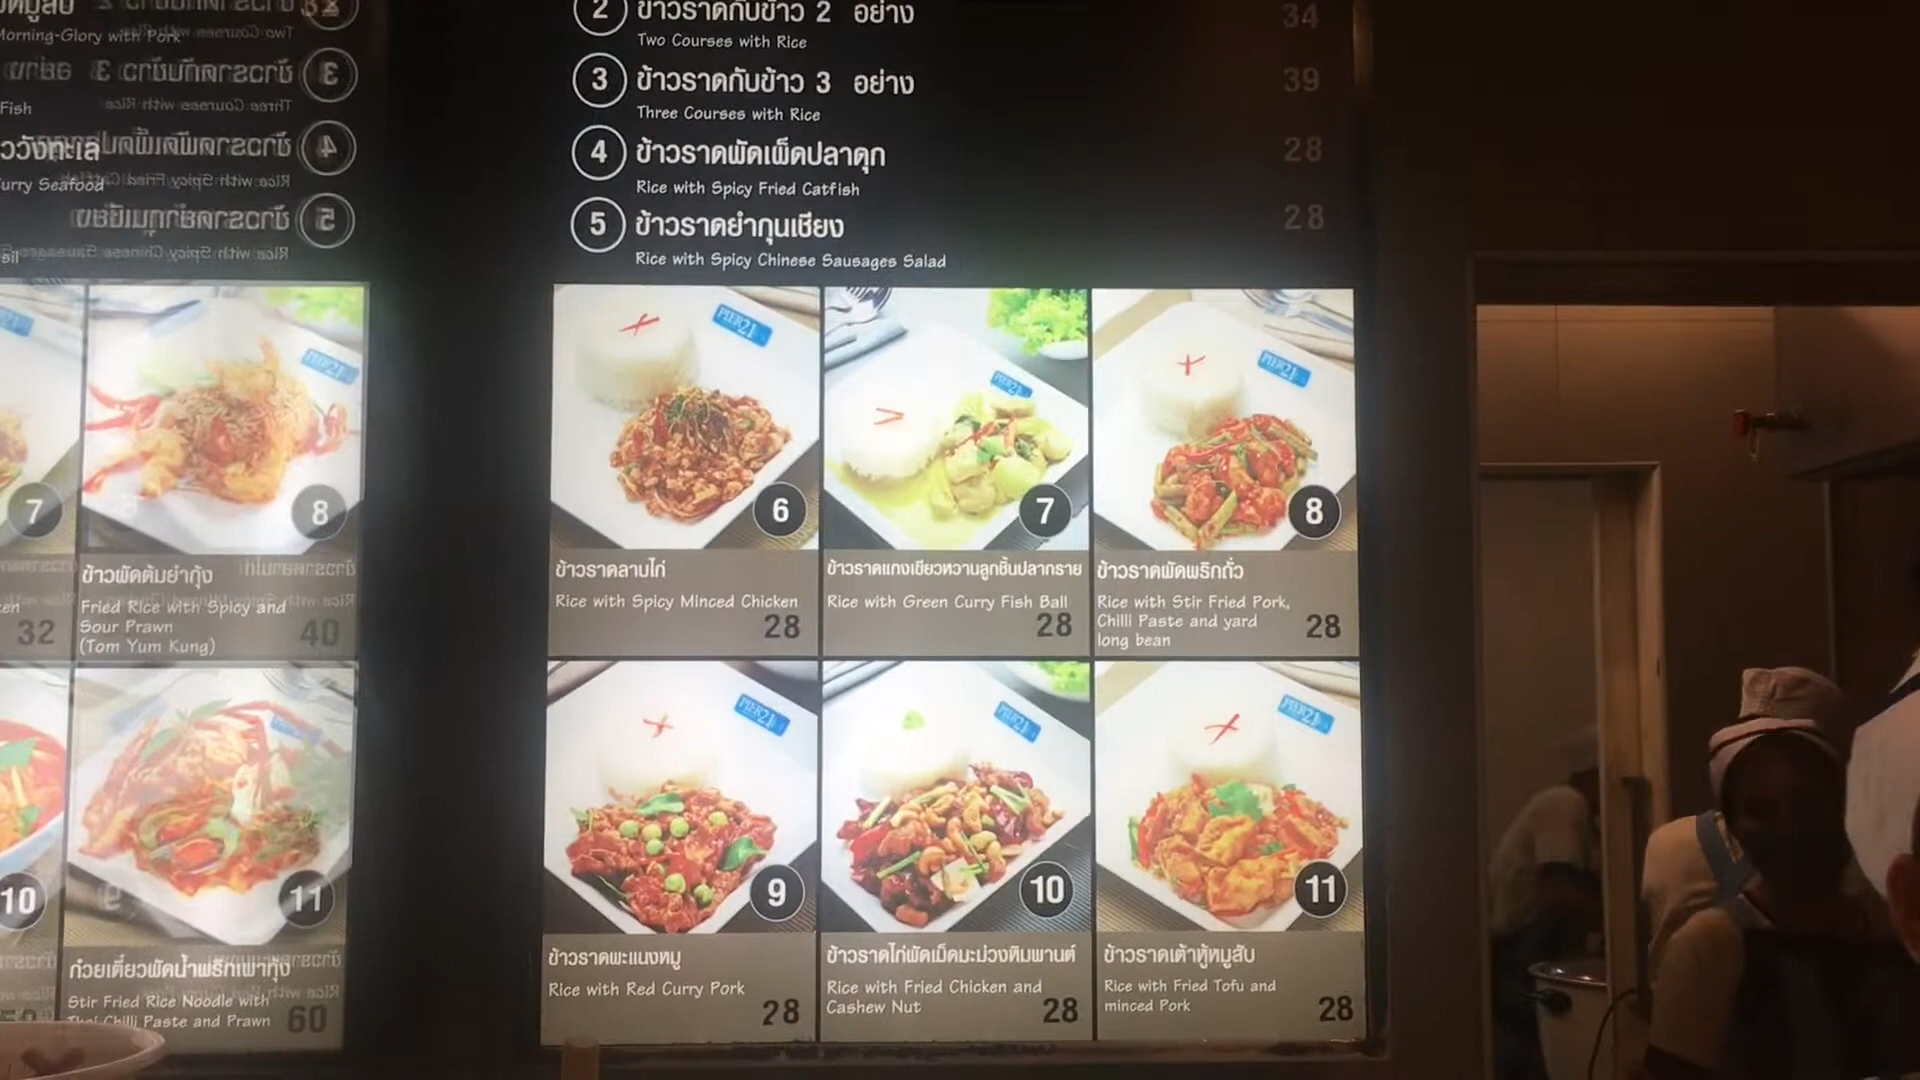 Morning-Glory with Pork
Fish
urry Seafood
7
8
ข้าวผัดต้มยำกุ้ง
Fried Rice with Spicy and
Sour Prawn
(Tom Yum Kung)
32
40
10
11
ก๋วยเตี๋ยวผัดน้ำพริกเผากุ้ง
Stir Fried Rice Noodle with
Thai Chilli Paste and Prawn
60
2 ข้าวราดกับข้าว 2 อย่าง 34
Two Courses with Rice
3 ข้าวราดกับข้าว 3 อย่าง 39
Three Courses with Rice
4 ข้าวราดผัดเผ็ดปลาดุก 28
Rice with Spicy Fried Catfish
5 ข้าวราดยำกุนเชียง 28
Rice with Spicy Chinese Sausages Salad
PIER21
6
ข้าวราดลาบไก่
Rice with Spicy Minced Chicken
28
PIER21
7
ข้าวราดแกงเขียวหวานลูกชิ้นปลากราย
Rice with Green Curry Fish Ball
28
PIER21
8
ข้าวราดผัดพริกถั่ว
Rice with Stir Fried Pork,
Chilli Paste and yard
long bean
28
PIER21
9
ข้าวราดพะแนงหมู
Rice with Red Curry Pork
28
PIER21
10
ข้าวราดไก่ผัดเม็ดมะม่วงหิมพานต์
Rice with Fried Chicken and
Cashew Nut
28
PIER21
11
ข้าวราดเต้าหู้หมูสับ
Rice with Fried Tofu and
minced Pork
28